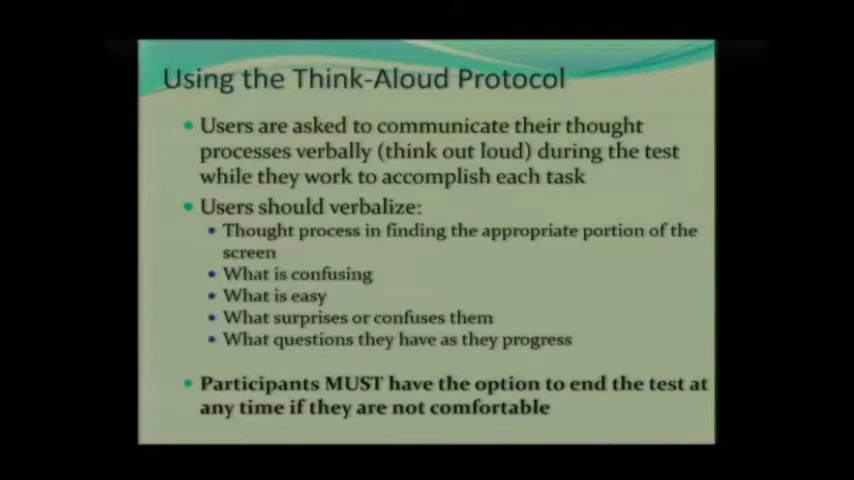 Using the Think-Aloud Protocol
• Users are asked to communicate their thought
processes verbally (think out loud) during the test
while they work to accomplish each task
• Users should verbalize:
• Thought process in finding the appropriate portion of the
screen
• What is confusing
• What is easy
• What surprises or confuses them
• What questions they have as they progress
• Participants MUST have the option to end the test at
any time if they are not comfortable